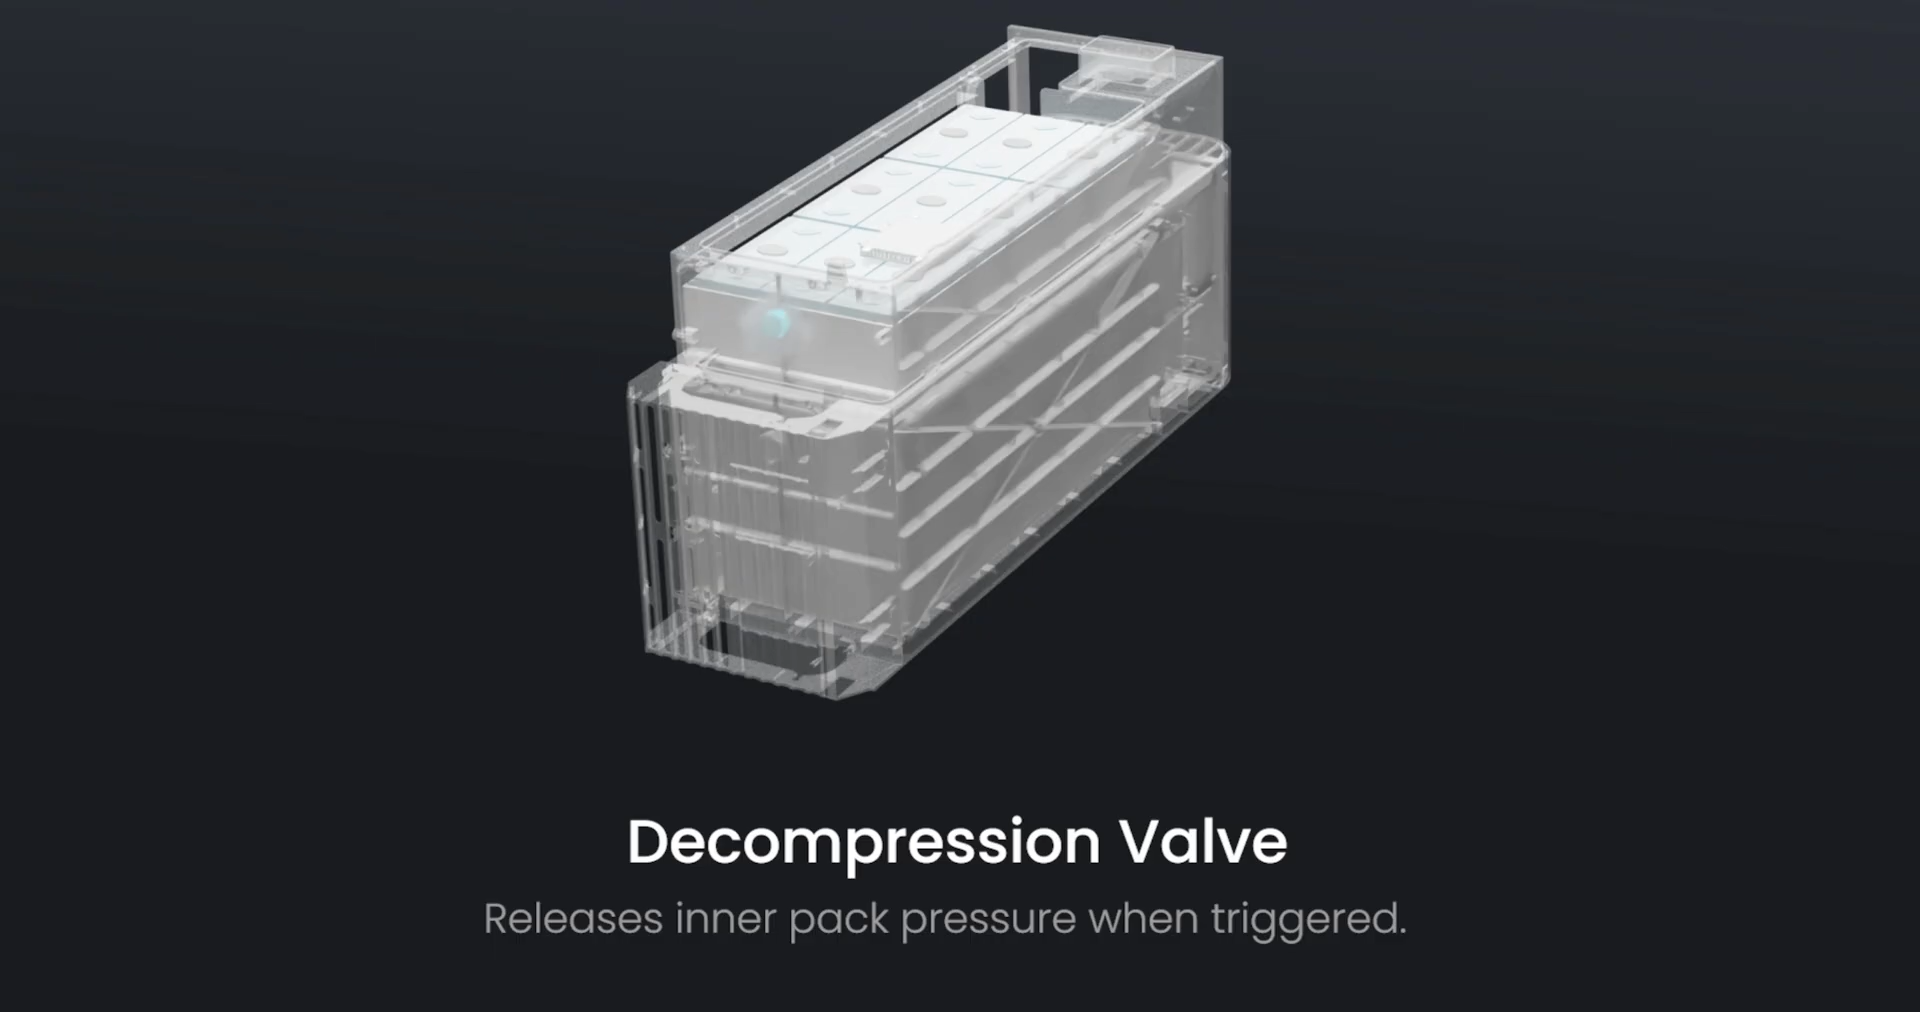 Decompression Valve
Releases inner pack pressure when triggered.